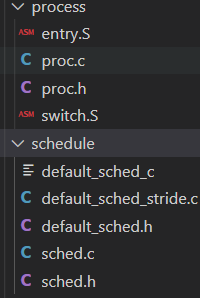 process
ASM entry.S
C proc.c
C proc.h
ASM switch.S
schedule
default_sched_c
C default_sched_stride.c
C default_sched.h
C sched.c
C sched.h